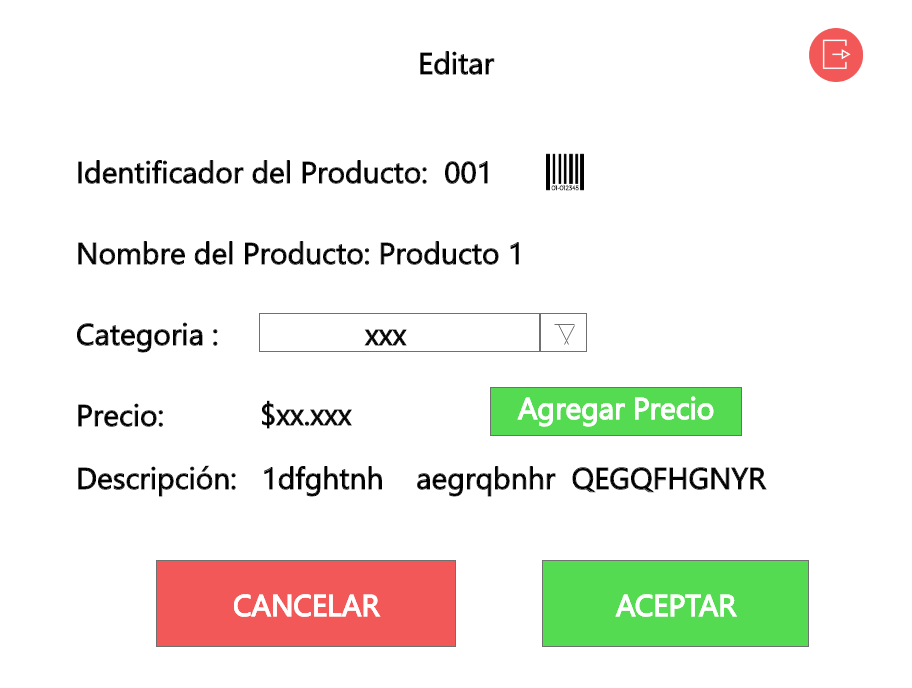 Editar
Identificador del Producto: 001
01-012345
Nombre del Producto: Producto 1
Categoria : xxx
Precio: $xx.xxx Agregar Precio
Descripción: 1dfghtnh aegrqbnhr QEGQFHGNYR
CANCELAR ACEPTAR